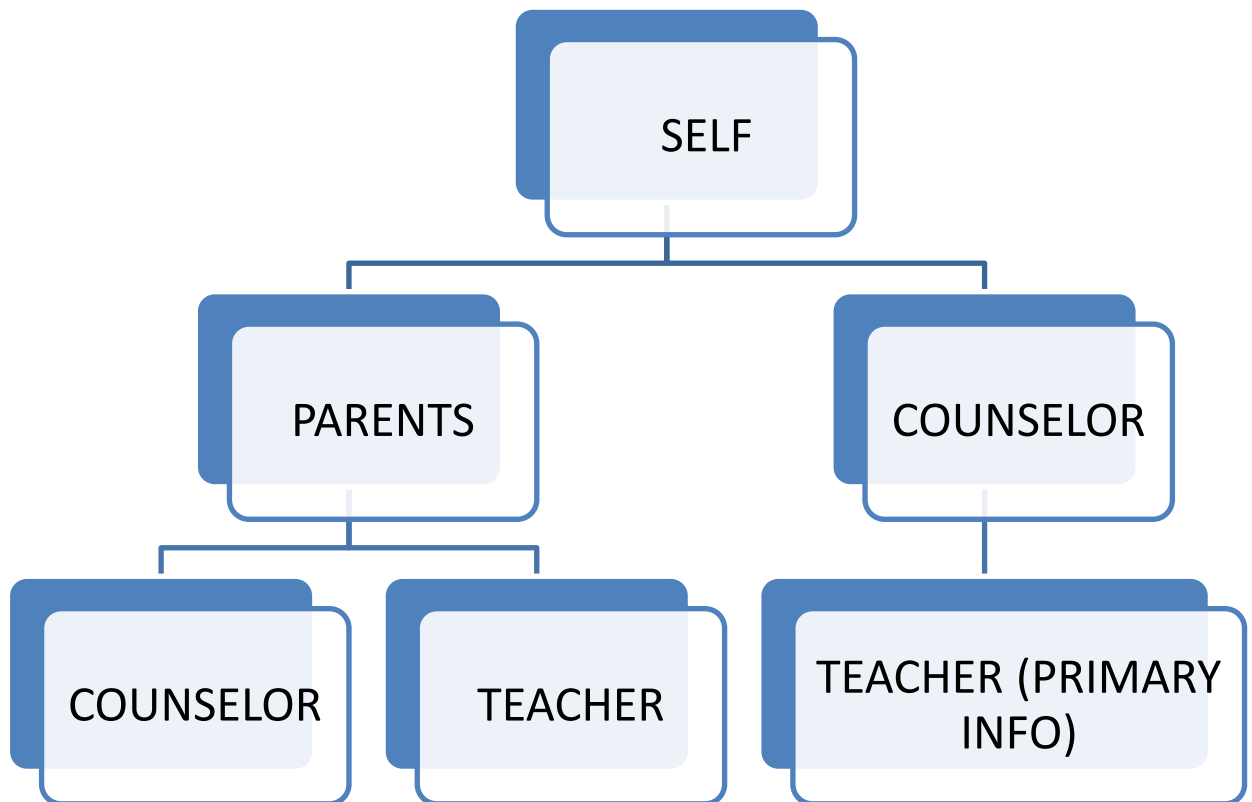 SELF
PARENTS
COUNSELOR
COUNSELOR
TEACHER
TEACHER (PRIMARY
INFO)